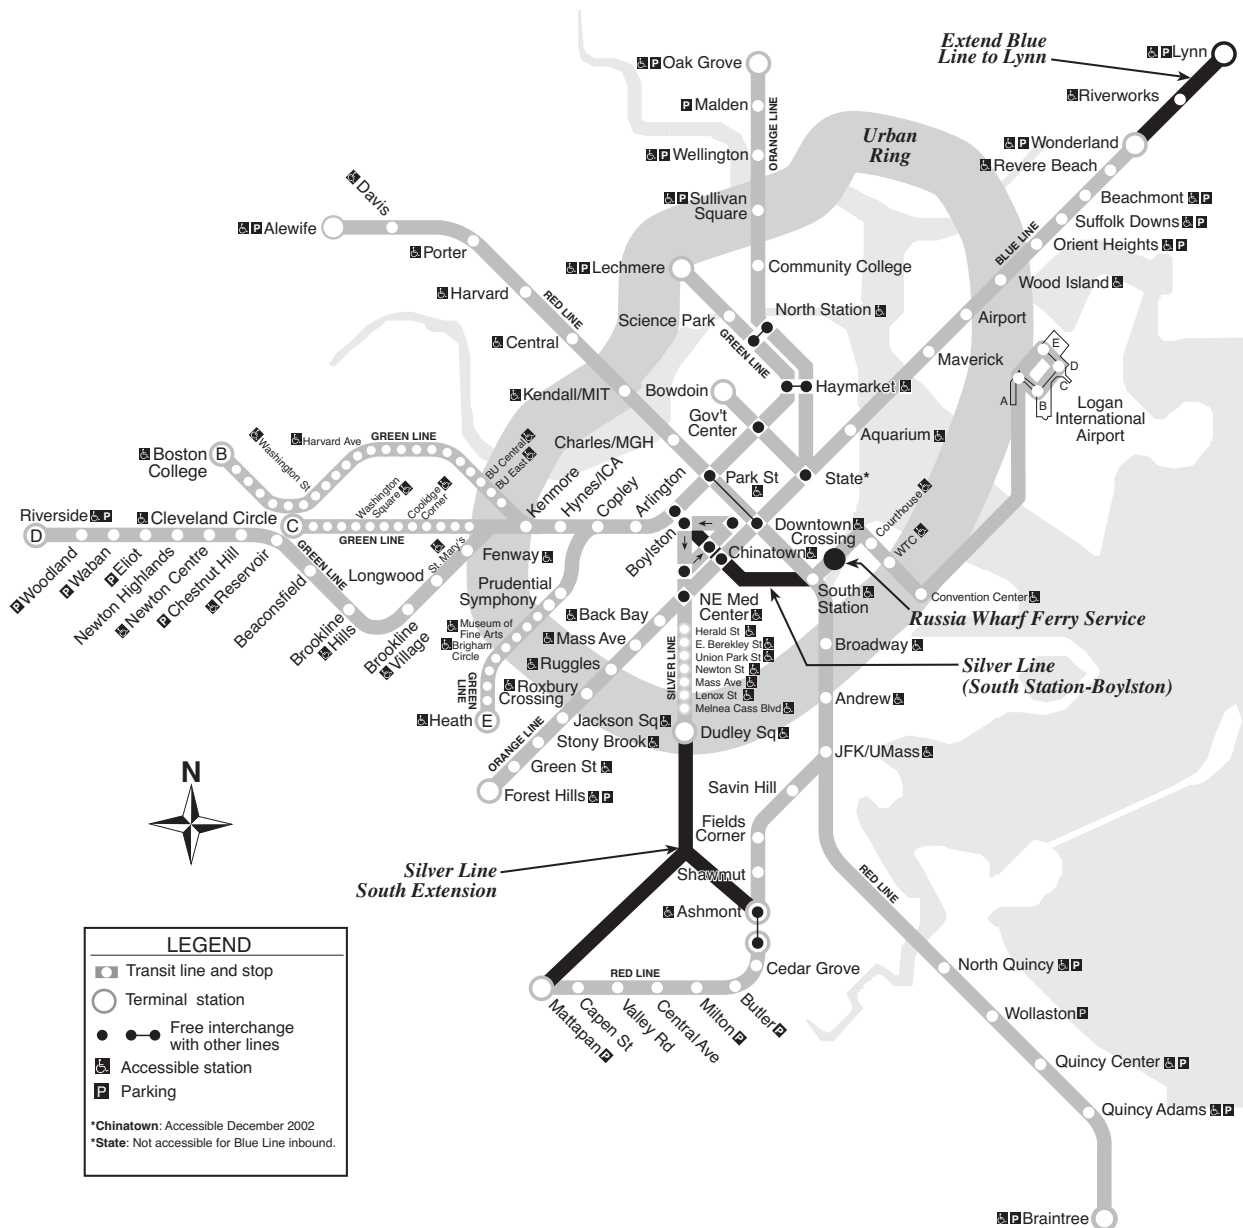 Extend Blue
Line to Lynn
Lynn
Riverworks
Wonderland
Revere Beach
Beachmont
Suffolk Downs
Orient Heights
BLUE LINE
Wood Island
Airport
Maverick
Aquarium
State*
Urban
Ring
Oak Grove
Malden
ORANGE LINE
Wellington
Sullivan
Square
Community College
North Station
Haymarket
Davis
Alewife
Porter
Harvard
RED LINE
Central
Kendall/MIT
Charles/MGH
Lechmere
Science Park
GREEN LINE
Bowdoin
Gov't
Center
Park St
Downtown
Crossing
E
D
C
B
A
Logan
International
Airport
B
Boston
College
Washington St
Harvard Ave
GREEN LINE
BU Central
BU East
Riverside
D
Cleveland Circle
C
Washington
Square
Coolidge
Corner
GREEN LINE
St. Mary's
Kenmore
Hynes/ICA
Copley
Arlington
Boylston
Chinatown
Courthouse
WTC
Convention Center
South
Station
Russia Wharf Ferry Service
Woodland
Waban
Eliot
Newton Highlands
Newton Centre
Chestnut Hill
Reservoir
GREEN LINE
Beaconsfield
Brookline
Hills
Brookline
Village
Longwood
Fenway
Prudential
Symphony
Museum of
Fine Arts
Brigham
Circle
GREEN
LINE
Heath
E
Back Bay
Mass Ave
Ruggles
Roxbury
Crossing
Jackson Sq
Stony Brook
Green St
ORANGE LINE
Forest Hills
NE Med
Center
Herald St
E. Berekley St
Union Park St
Newton St
Mass Ave
Lenox St
Melnea Cass Blvd
SILVER LINE
Dudley Sq
Broadway
Silver Line
(South Station-Boylston)
Andrew
JFK/UMass
Savin Hill
Fields
Corner
Shawmut
Ashmont
Silver Line
South Extension
Cedar Grove
RED LINE
Mattapan
Capen St
Valley Rd
Central Ave
Milton
Butler
RED LINE
North Quincy
Wollaston
Quincy Center
Quincy Adams
Braintree
N
LEGEND
Transit line and stop
Terminal station
Free interchange
with other lines
Accessible station
P Parking
*Chinatown: Accessible December 2002
*State: Not accessible for Blue Line inbound.